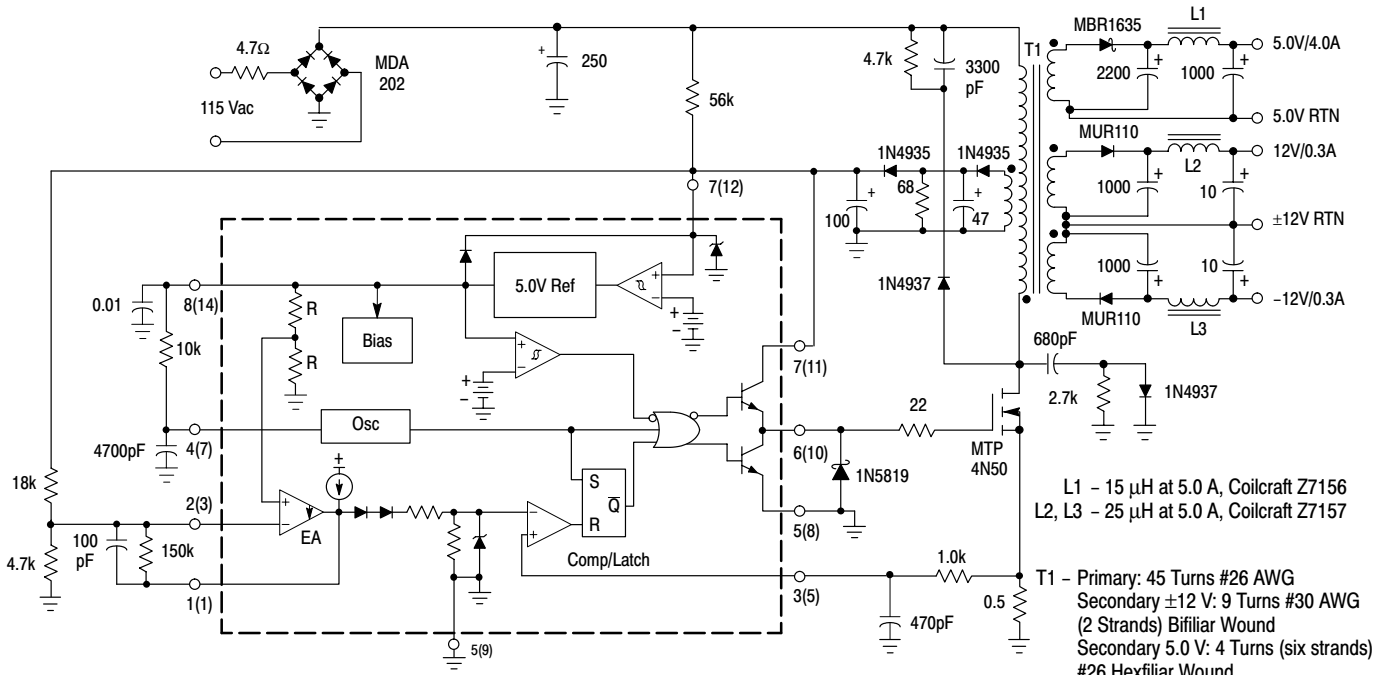 4.7Ω
MDA
202
115 Vac
+
250
56k
4.7k
3300
pF
T1
MBR1635
L1
2200
+
1000
+
5.0V/4.0A
5.0V RTN
MUR110
L2
1000
+
10
+
12V/0.3A
±12V RTN
1000
+
10
+
MUR110
L3
–12V/0.3A
1N4935
1N4935
68
100
+
47
+
7(12)
1N4937
680pF
2.7k
1N4937
0.01
8(14)
R
R
Bias
5.0V Ref
+
–
+
–
+
–
+
–
10k
4700pF
4(7)
Osc
7(11)
22
6(10)
1N5819
5(8)
MTP
4N50
18k
4.7k
2(3)
100
pF
150k
1(1)
+
+
–
EA
–
+
S
R
Q
Comp/Latch
3(5)
1.0k
470pF
0.5
5(9)
L1 – 15 μH at 5.0 A, Coilcraft Z7156
L2, L3 – 25 μH at 5.0 A, Coilcraft Z7157
T1 – Primary: 45 Turns #26 AWG
Secondary ±12 V: 9 Turns #30 AWG
(2 Strands) Bifiliar Wound
Secondary 5.0 V: 4 Turns (six strands)
#26 Hexfiliar Wound